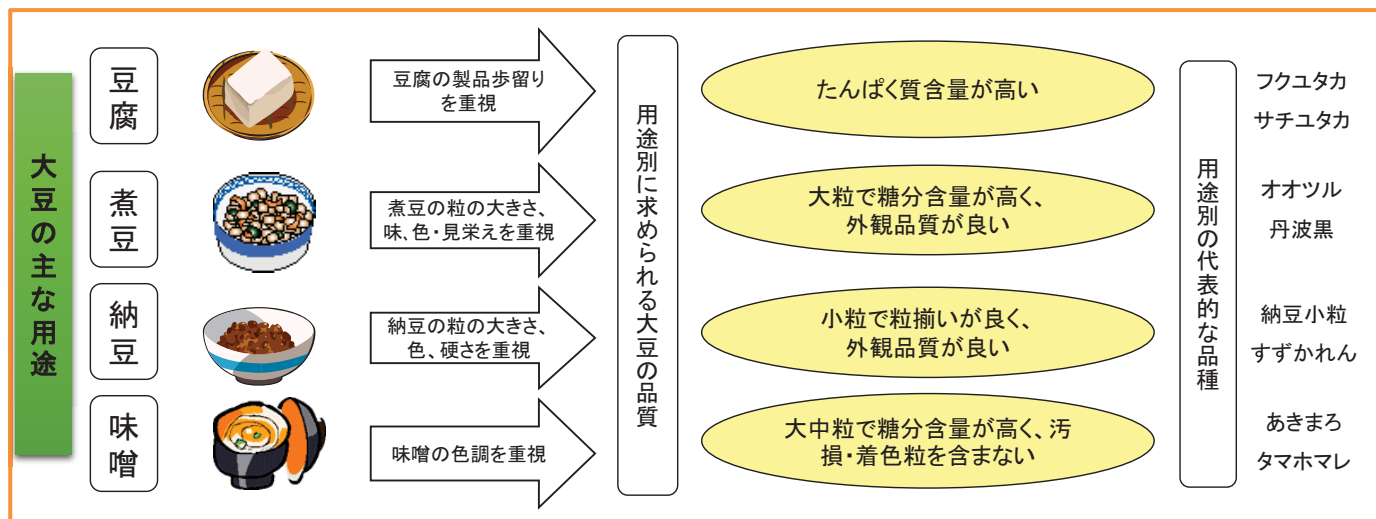 大豆の主な用途
豆腐
豆腐の製品歩留り
を重視
煮豆
煮豆の粒の大きさ、
味、色・見栄えを重視
納豆
納豆の粒の大きさ、
色、硬さを重視
味噌
味噌の色調を重視
用途別に求められる大豆の品質
たんぱく質含量が高い
大粒で糖分含量が高く、
外観品質が良い
小粒で粒揃いが良く、
外観品質が良い
大中粒で糖分含量が高く、汚
損・着色粒を含まない
用途別の代表的な品種
フクユタカ
サチユタカ
オオツル
丹波黒
納豆小粒
すずかれん
あきまろ
タマホマレ